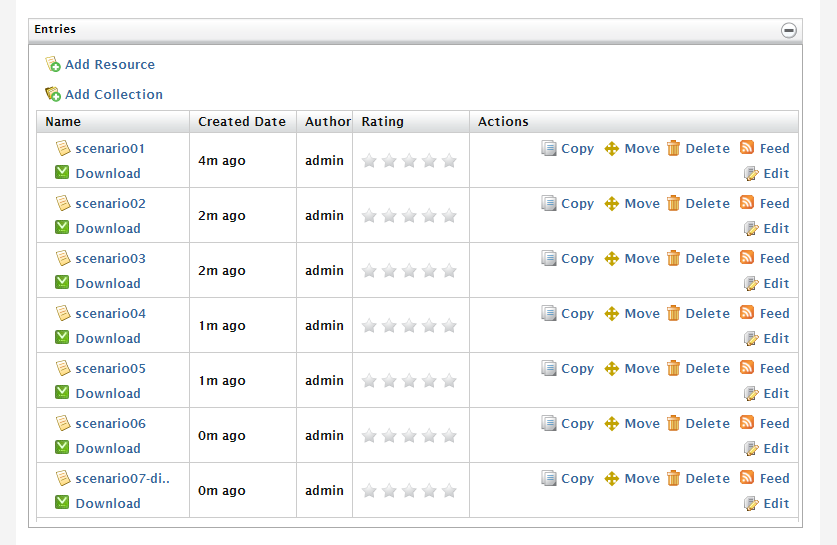 Entries
Add Resource
Add Collection
Name Created Date Author Rating Actions
scenario01 Copy Move Delete Feed
4m ago admin
Download Edit
scenario02 Copy Move Delete Feed
2m ago admin
Download Edit
scenario03 Copy Move Delete Feed
2m ago admin
Download Edit
scenario04 Copy Move Delete Feed
1m ago admin
Download Edit
scenario05 Copy Move Delete Feed
1m ago admin
Download Edit
scenario06 Copy Move Delete Feed
0m ago admin
Download Edit
scenario07-di.. Copy Move Delete Feed
0m ago admin
Download Edit